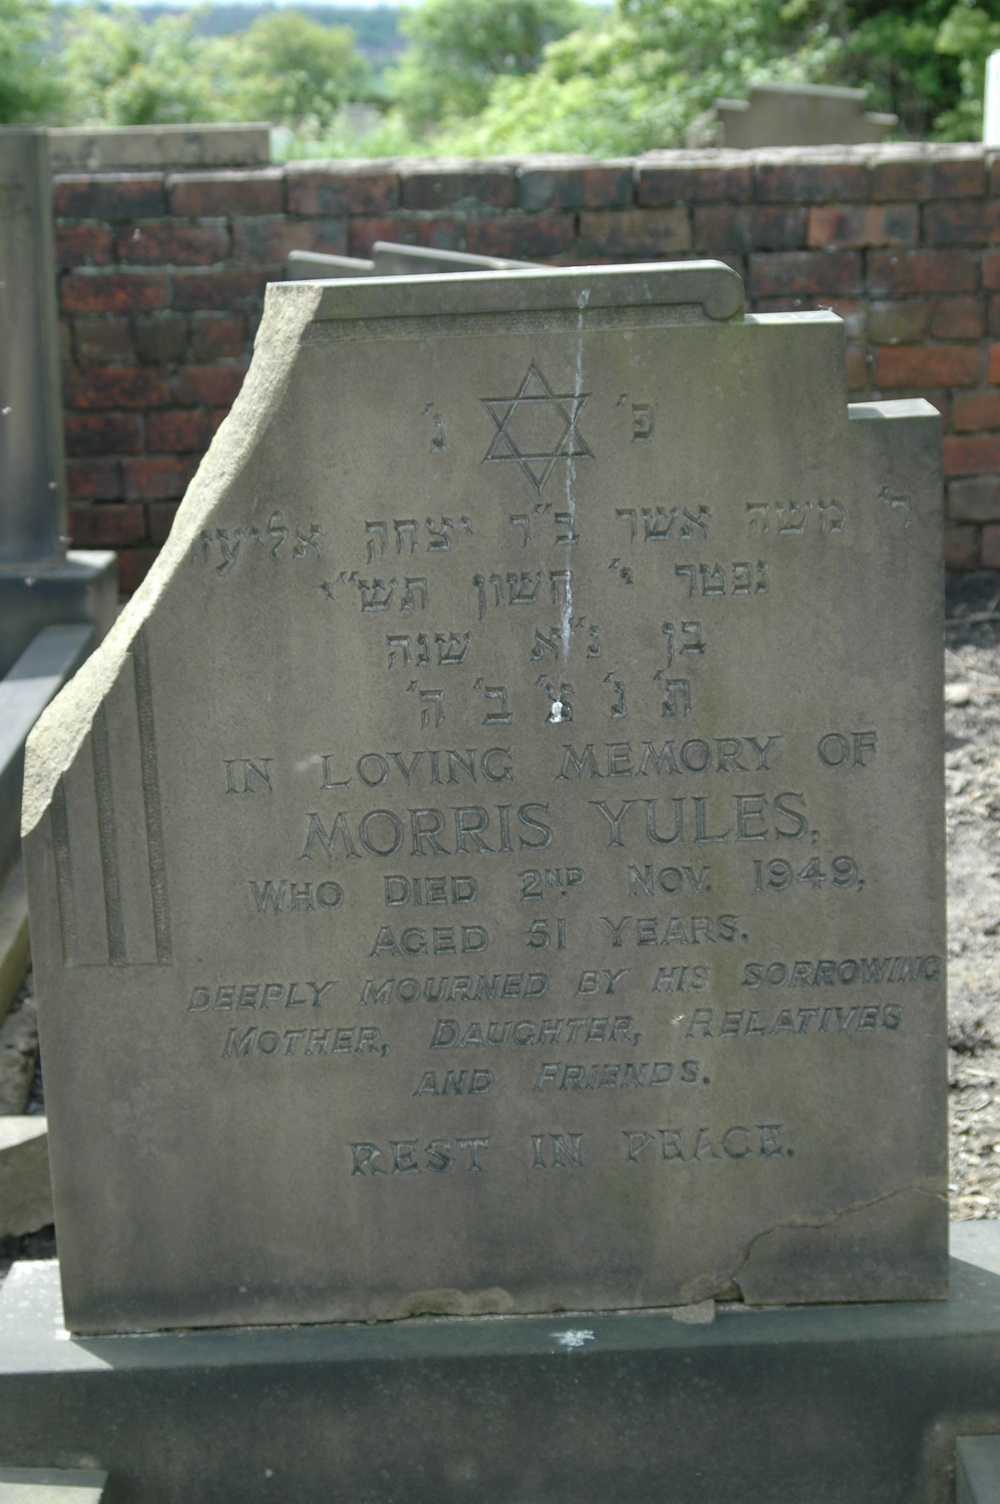 פ' נ'
ר' משה אשר ב"ר יצחק אליעזר
נפטר י' חשון תש"י
בן נ"א שנה
ת' נ' צ' ב' ה'
IN LOVING MEMORY OF
MORRIS YULES,
WHO DIED 2ND NOV. 1949,
AGED 51 YEARS.
DEEPLY MOURNED BY HIS SORROWING
MOTHER, DAUGHTER, RELATIVES
AND FRIENDS.
REST IN PEACE.